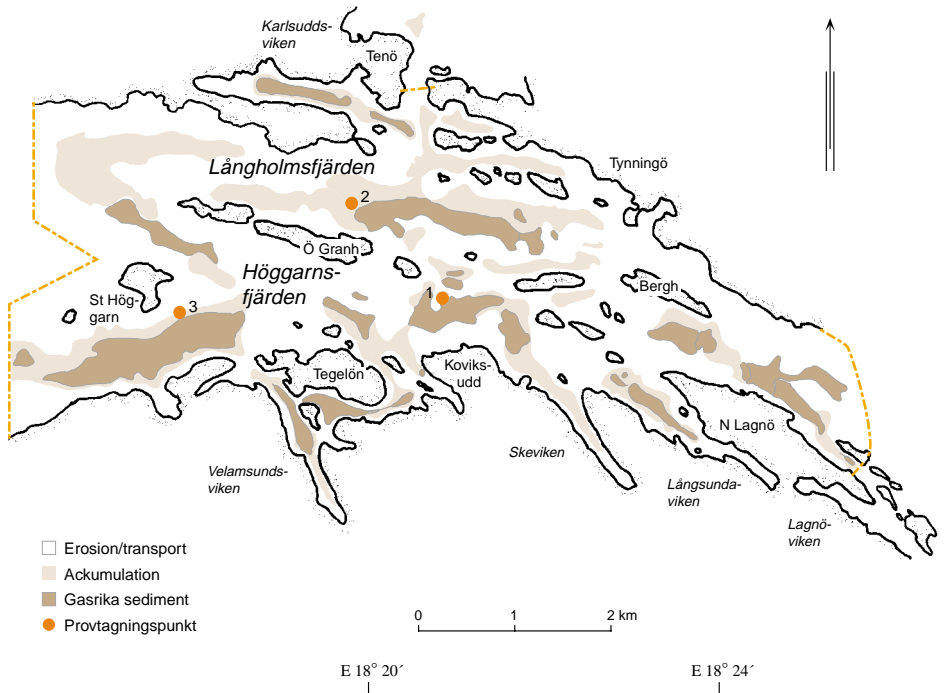 Karlsudds-
viken
Tenö
Tynningö
Långholmsfjärden
2
Ö Granh
Höggarns-
fjärden
Bergh
St Hög-
garn
1
3
Tegelön
Koviks-
udd
N Lagnö
Skeviken
Velamsunds-
viken
Långsunda-
viken
Lagnö-
viken
Erosion/transport
Ackumulation
Gasrika sediment
Provtagningspunkt
0 1 2 km
E 18° 20´ E 18° 24´